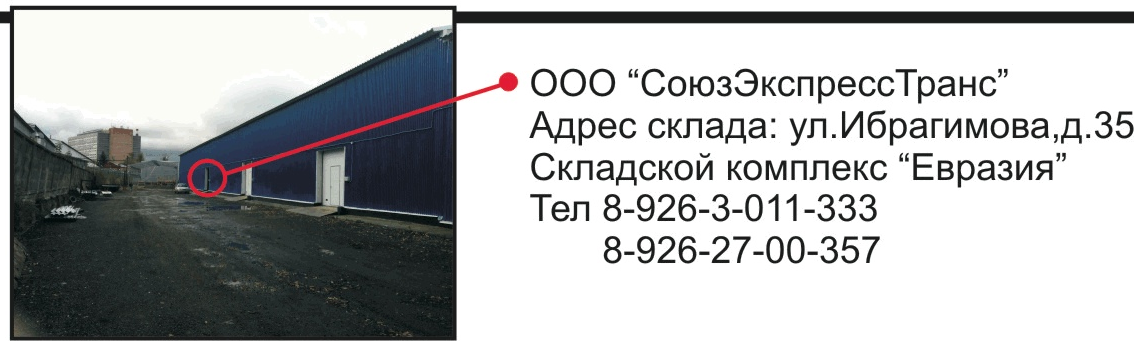 ООО “СоюзЭкспрессТранс”
Адрес склада: ул.Ибрагимова,д.35
Складской комплекс “Евразия”
Тел 8-926-3-011-333
8-926-27-00-357